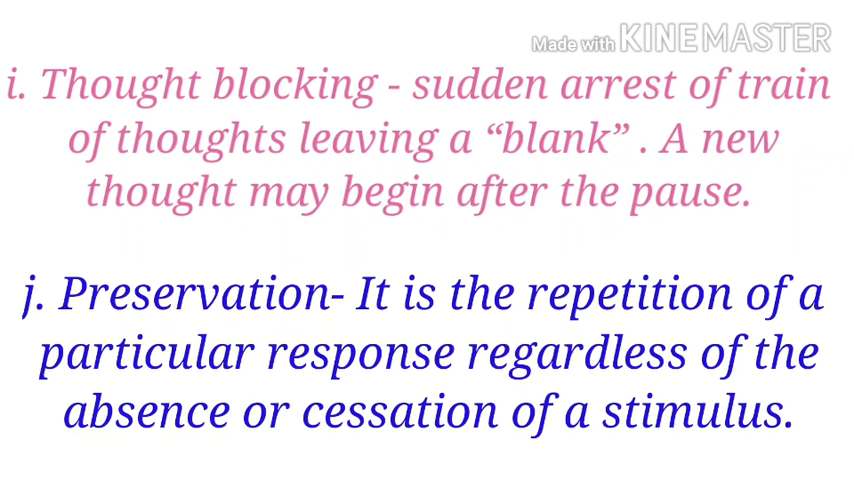 Made with KINEMASTER
i. Thought blocking - sudden arrest of train
of thoughts leaving a “blank” . A new
thought may begin after the pause.
j. Preservation- It is the repetition of a
particular response regardless of the
absence or cessation of a stimulus.